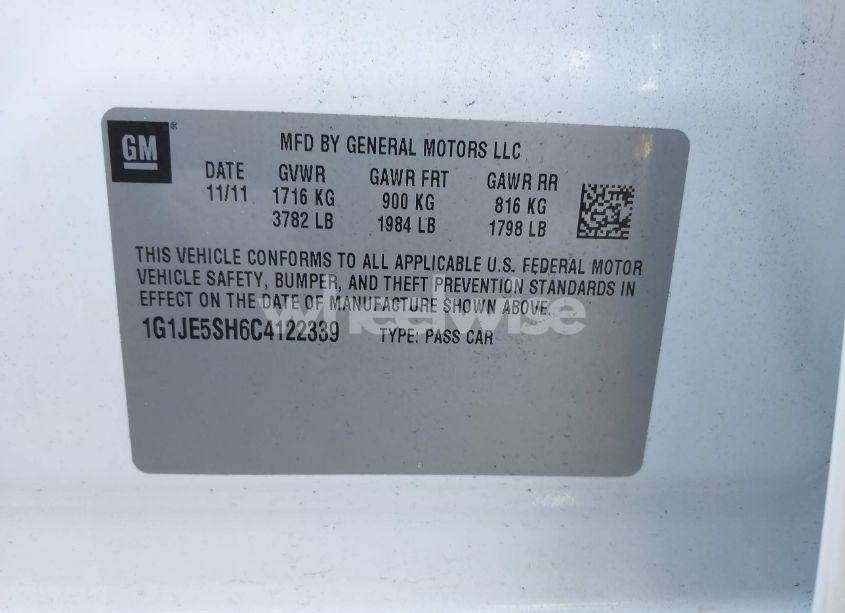 GM®
MFD BY GENERAL MOTORS LLC
DATE GVWR GAWR FRT GAWR RR
11/11 1716 KG 900 KG 816 KG
3782 LB 1984 LB 1798 LB
THIS VEHICLE CONFORMS TO ALL APPLICABLE U.S. FEDERAL MOTOR
VEHICLE SAFETY, BUMPER, AND THEFT PREVENTION STANDARDS IN
EFFECT ON THE DATE OF MANUFACTURE SHOWN ABOVE.
wheelwise
1G1JE5SH6C4122339 TYPE: PASS CAR